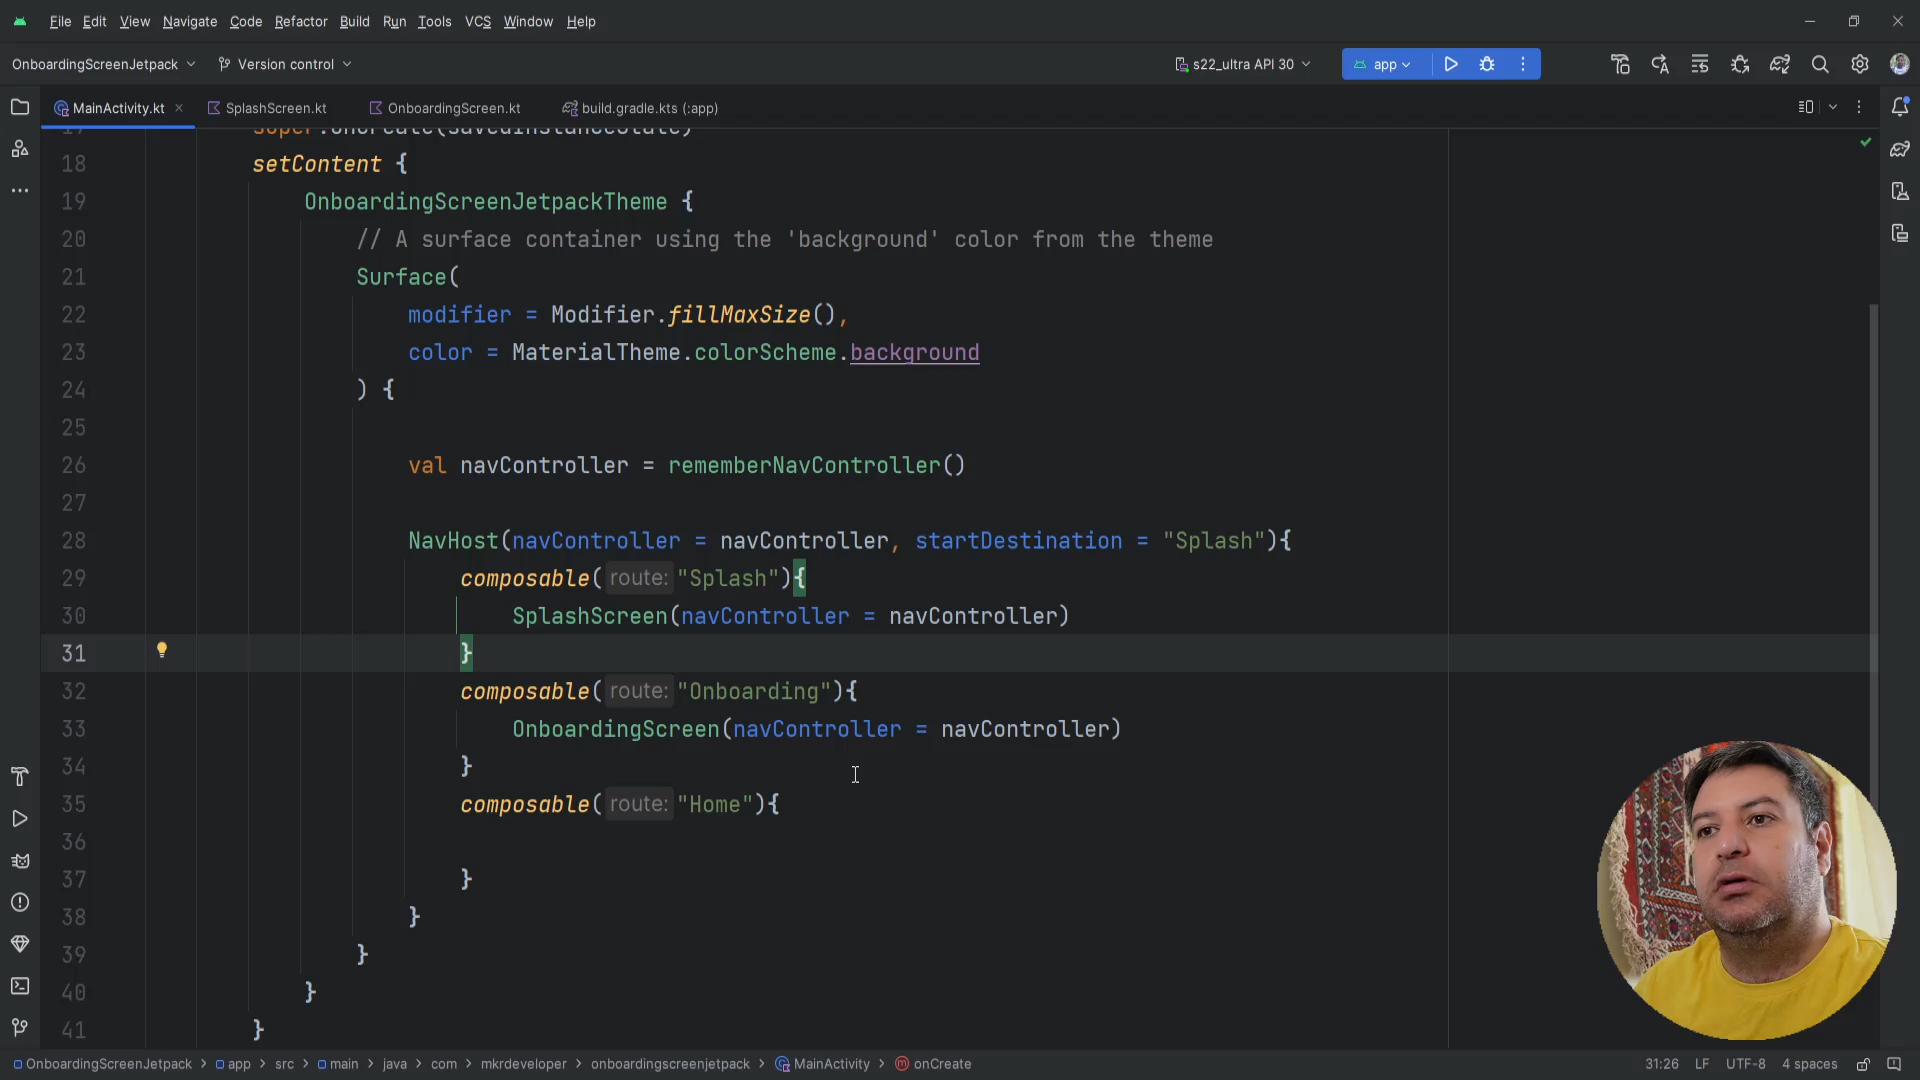 File Edit View Navigate Code Refactor Build Run Tools VCS Window Help
OnboardingScreenJetpack Version control s22_ultra API 30 app
MainActivity.kt SplashScreen.kt OnboardingScreen.kt build.gradle.kts (:app)
17 super.onCreate(savedInstanceState)
18 setContent {
19 OnboardingScreenJetpackTheme {
20 // A surface container using the 'background' color from the theme
21 Surface(
22 modifier = Modifier.fillMaxSize(),
23 color = MaterialTheme.colorScheme.background
24 ) {
25
26 val navController = rememberNavController()
27
28 NavHost(navController = navController, startDestination = "Splash"){
29 composable( route: "Splash"){
30 SplashScreen(navController = navController)
31 }
32 composable( route: "Onboarding"){
33 OnboardingScreen(navController = navController)
34 }
35 composable( route: "Home"){
36
37 }
38 }
39 }
40 }
41 }
OnboardingScreenJetpack > app > src > main > java > com > mkrdeveloper > onboardingscreenjetpack > MainActivity > onCreate 31:26 LF UTF-8 4 spaces